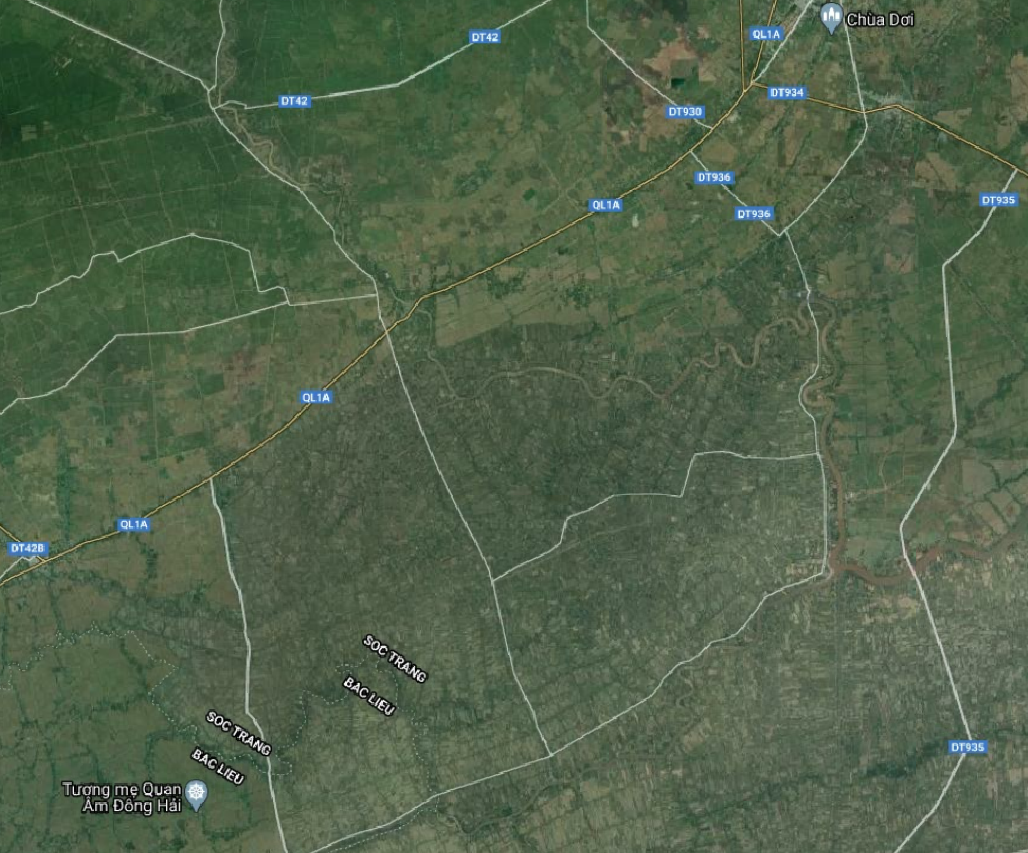 QL1A
Chùa Dơi
DT42
DT42
DT934
DT930
DT936
DT935
QL1A
DT936
QL1A
QL1A
DT42B
SOC TRANG
BAC LIEU
SOC TRANG
BAC LIEU
DT935
Tượng mẹ Quan
Âm Đông Hải